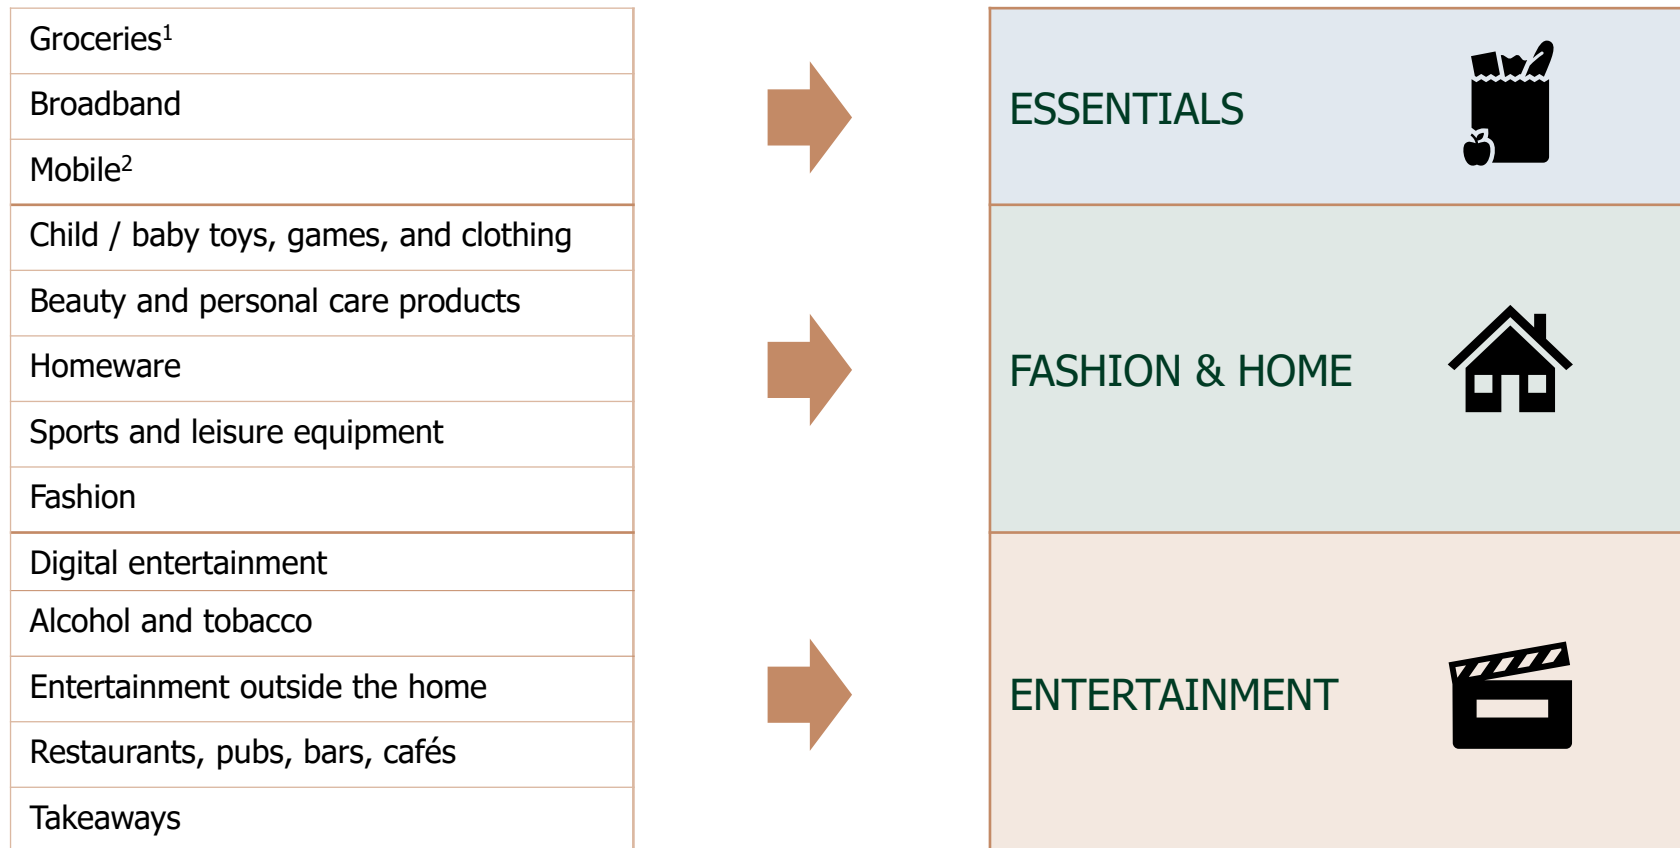 Groceries¹
Broadband
Mobile²
ESSENTIALS
Child / baby toys, games, and clothing
Beauty and personal care products
Homeware
Sports and leisure equipment
Fashion
FASHION & HOME
Digital entertainment
Alcohol and tobacco
Entertainment outside the home
Restaurants, pubs, bars, cafés
Takeaways
ENTERTAINMENT